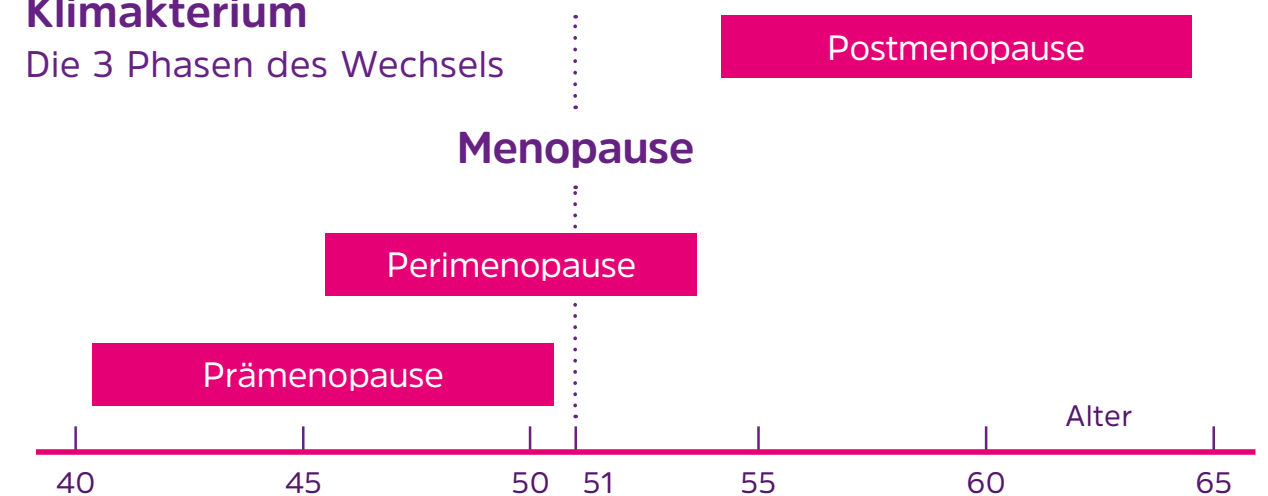 Klimakterium
Die 3 Phasen des Wechsels
Postmenopause
Menopause
Perimenopause
Prämenopause
Alter
40 45 50 51 55 60 65